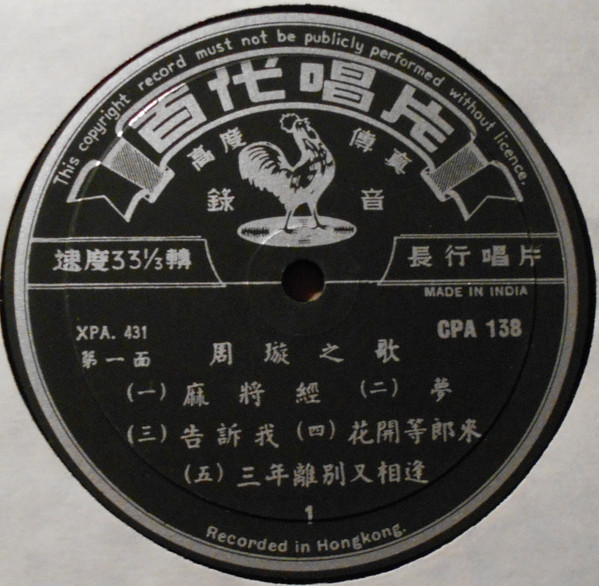 This copyright record must not be publicly performed without licence.
百代唱片
高度 傳真
錄 音
速度33⅓轉
長行唱片
MADE IN INDIA
XPA. 431
CPA 138
第一面 周璇之歌
(一) 麻將經 (二) 夢
(三) 告訴我 (四) 花開等郎來
(五) 三年離別又相逢
1
Recorded in Hongkong.